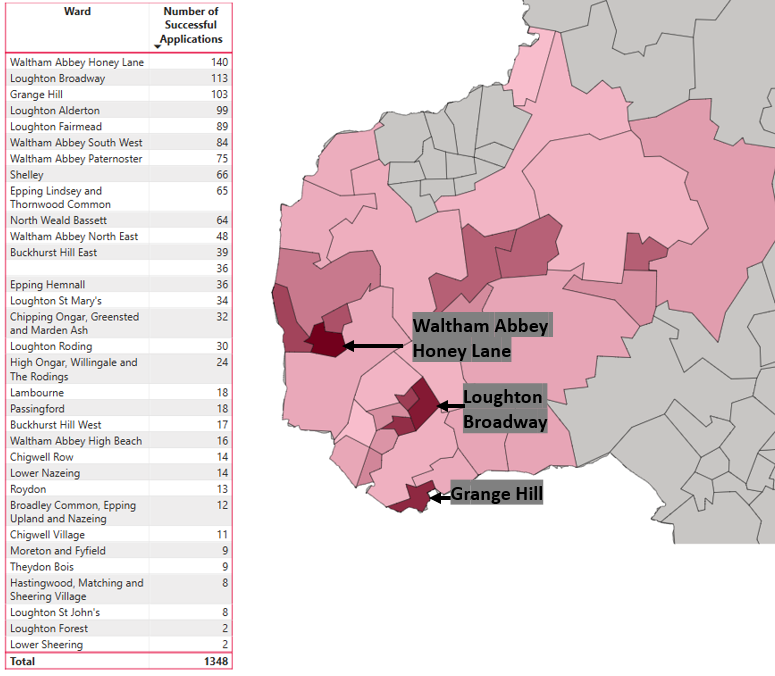 Ward Number of
Successful
Applications
Waltham Abbey Honey Lane 140
Loughton Broadway 113
Grange Hill 103
Loughton Alderton 99
Loughton Fairmead 89
Waltham Abbey South West 84
Waltham Abbey Paternoster 75
Shelley 66
Epping Lindsey and 65
Thornwood Common
North Weald Bassett 64
Waltham Abbey North East 48
Buckhurst Hill East 39
36
Epping Hemnall 36
Loughton St Mary's 34
Chipping Ongar, Greensted 32
and Marden Ash
Loughton Roding 30
High Ongar, Willingale and 24
The Rodings
Lambourne 18
Passingford 18
Buckhurst Hill West 17
Waltham Abbey High Beach 16
Chigwell Row 14
Lower Nazeing 14
Roydon 13
Broadley Common, Epping 12
Upland and Nazeing
Chigwell Village 11
Moreton and Fyfield 9
Theydon Bois 9
Hastingwood, Matching and 8
Sheering Village
Loughton St John's 8
Loughton Forest 2
Lower Sheering 2
Total 1348
Waltham Abbey
Honey Lane
Loughton
Broadway
Grange Hill